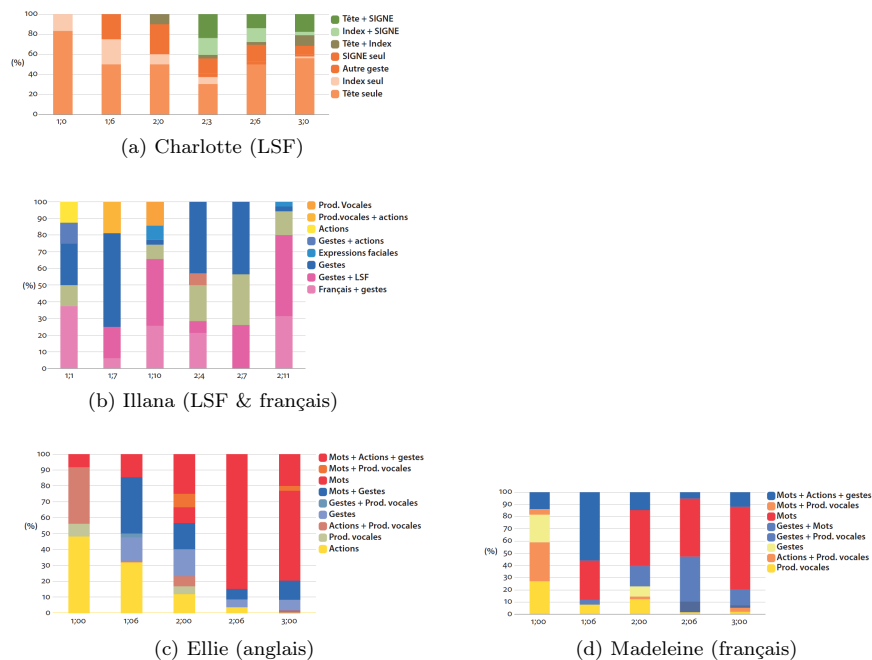 100
80
60
(%)
40
20
0
1;0 1;6 2;0 2;3 2;6 3;0
Tête + SIGNE
Index + SIGNE
Tête + Index
SIGNE seul
Autre geste
Index seul
Tête seule
(a) Charlotte (LSF)
100
90
80
70
60
(%) 50
40
30
20
10
0
1;1 1;7 1;10 2;4 2;7 2;11
Prod. Vocales
Prod.vocales + actions
Actions
Gestes + actions
Expressions faciales
Gestes
Gestes + LSF
Français + gestes
(b) Illana (LSF & français)
100
90
80
70
60
(%)
50
40
30
20
10
0
1;00 1;06 2;00 2;06 3;00
Mots + Actions + gestes
Mots + Prod. vocales
Mots
Mots + Gestes
Gestes + Prod. vocales
Gestes
Actions + Prod. vocales
Prod. vocales
Actions
(c) Ellie (anglais)
100
90
80
70
60
(%)
50
40
30
20
10
0
1;00 1;06 2;00 2;06 3;00
Mots + Actions + gestes
Mots + Prod. vocales
Mots
Gestes + Mots
Gestes + Prod. vocales
Gestes
Actions + Prod. vocales
Prod. vocales
(d) Madeleine (français)